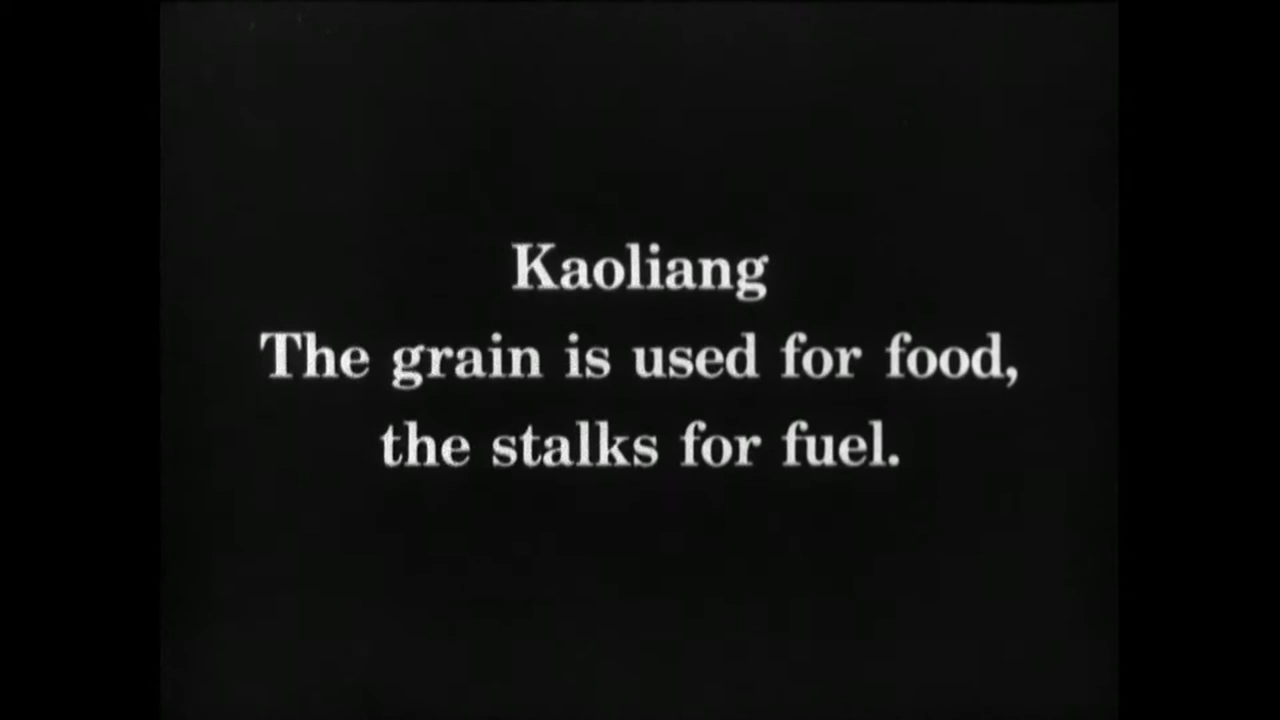 Kaoliang
The grain is used for food,
the stalks for fuel.